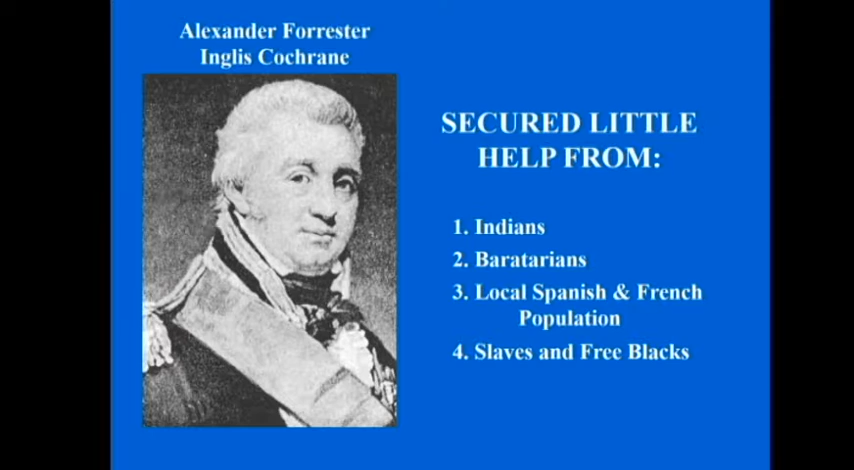 Alexander Forrester
Inglis Cochrane
SECURED LITTLE
HELP FROM:
1. Indians
2. Baratarians
3. Local Spanish & French
Population
4. Slaves and Free Blacks